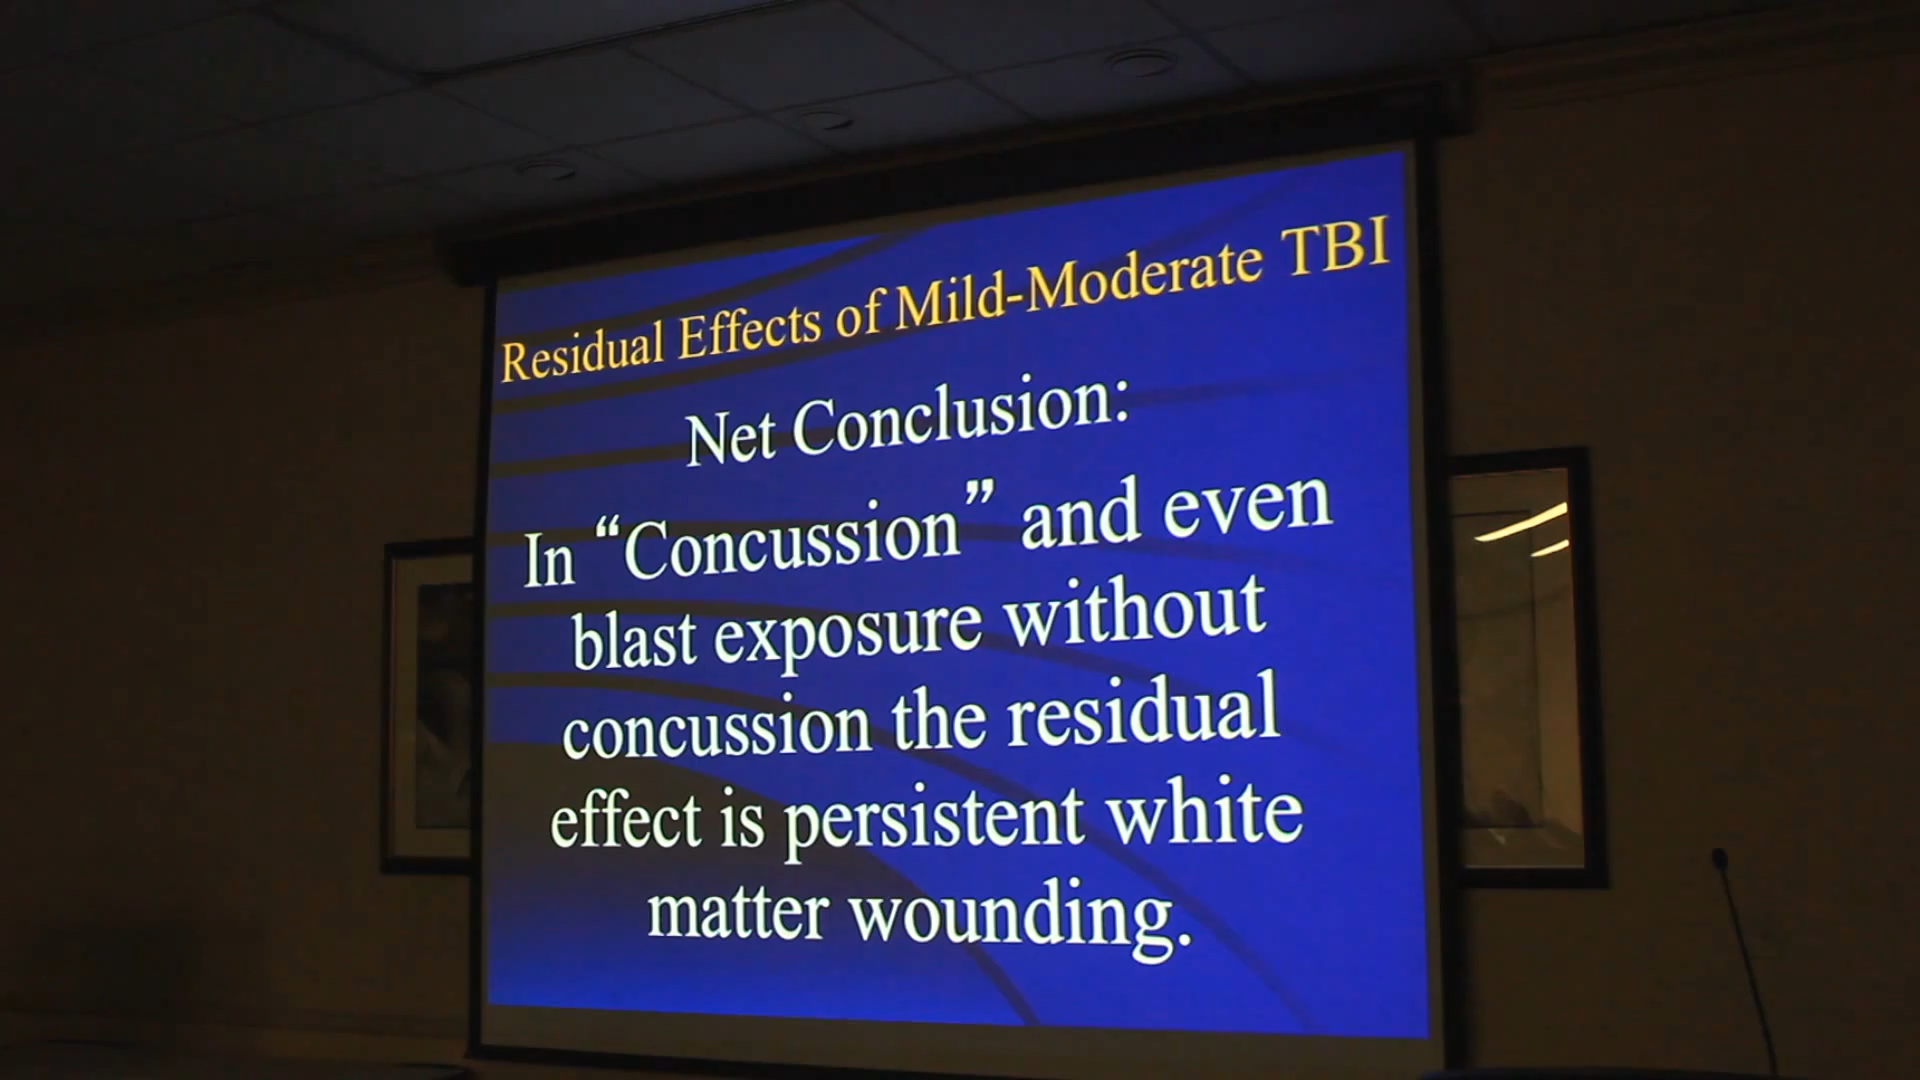 Residual Effects of Mild-Moderate TBI
Net Conclusion:
In “Concussion” and even
blast exposure without
concussion the residual
effect is persistent white
matter wounding.